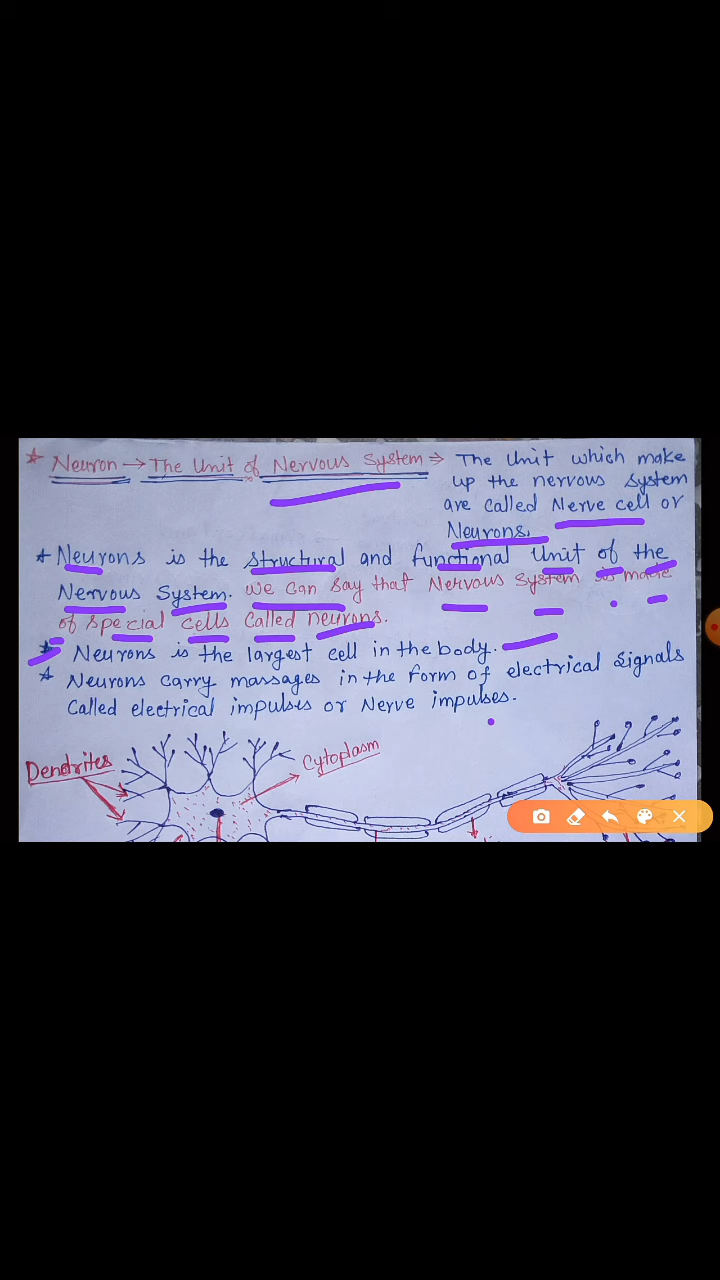 ★ Neuron → The Unit of Nervous System ⇒ The Unit which make
up the nervous System
are called Nerve cell or
Neurons.
★ Neurons is the structural and functional Unit of the
Nervous System. we can say that Nervous System is made
of special cells called neurons.
★ Neurons is the largest cell in the body.
★ Neurons carry massages in the form of electrical Signals
Called electrical impulses or Nerve impulses.
Dendrites
Cytoplasm